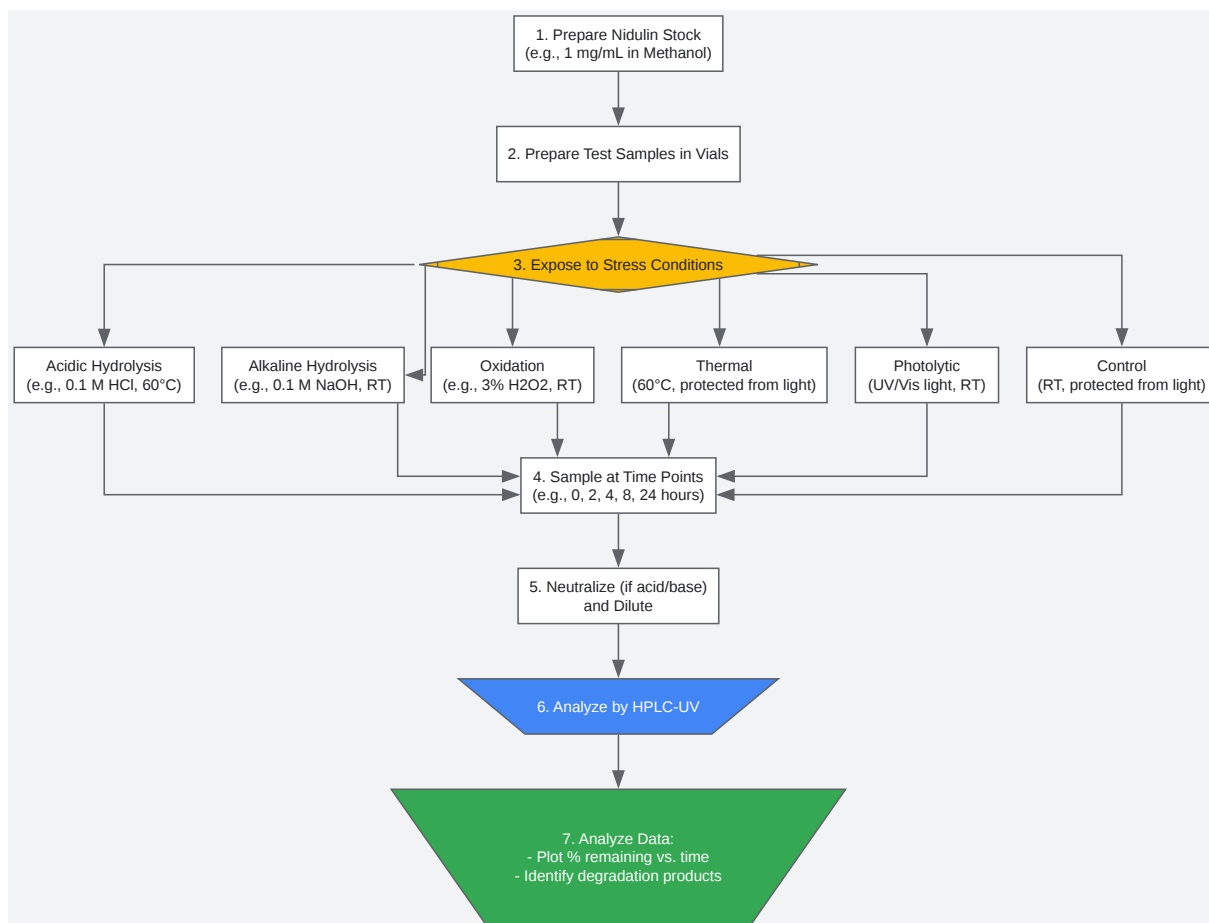 1. Prepare Nidulin Stock
(e.g., 1 mg/mL in Methanol)
2. Prepare Test Samples in Vials
3. Expose to Stress Conditions
Acidic Hydrolysis
(e.g., 0.1 M HCl, 60°C)
Alkaline Hydrolysis
(e.g., 0.1 M NaOH, RT)
Oxidation
(e.g., 3% H2O2, RT)
Thermal
(60°C, protected from light)
Photolytic
(UV/Vis light, RT)
Control
(RT, protected from light)
4. Sample at Time Points
(e.g., 0, 2, 4, 8, 24 hours)
5. Neutralize (if acid/base)
and Dilute
6. Analyze by HPLC-UV
7. Analyze Data:
- Plot % remaining vs. time
- Identify degradation products